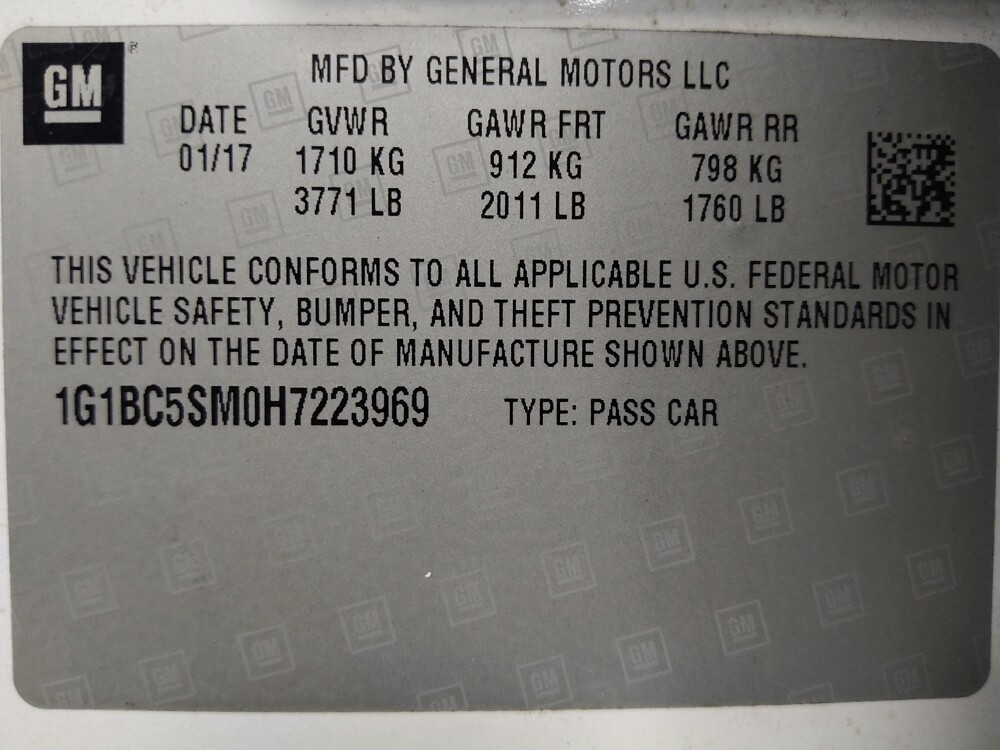 GM
MFD BY GENERAL MOTORS LLC
DATE GVWR GAWR FRT GAWR RR
01/17 1710 KG 912 KG 798 KG
3771 LB 2011 LB 1760 LB
THIS VEHICLE CONFORMS TO ALL APPLICABLE U.S. FEDERAL MOTOR
VEHICLE SAFETY, BUMPER, AND THEFT PREVENTION STANDARDS IN
EFFECT ON THE DATE OF MANUFACTURE SHOWN ABOVE.
1G1BC5SM0H7223969 TYPE: PASS CAR